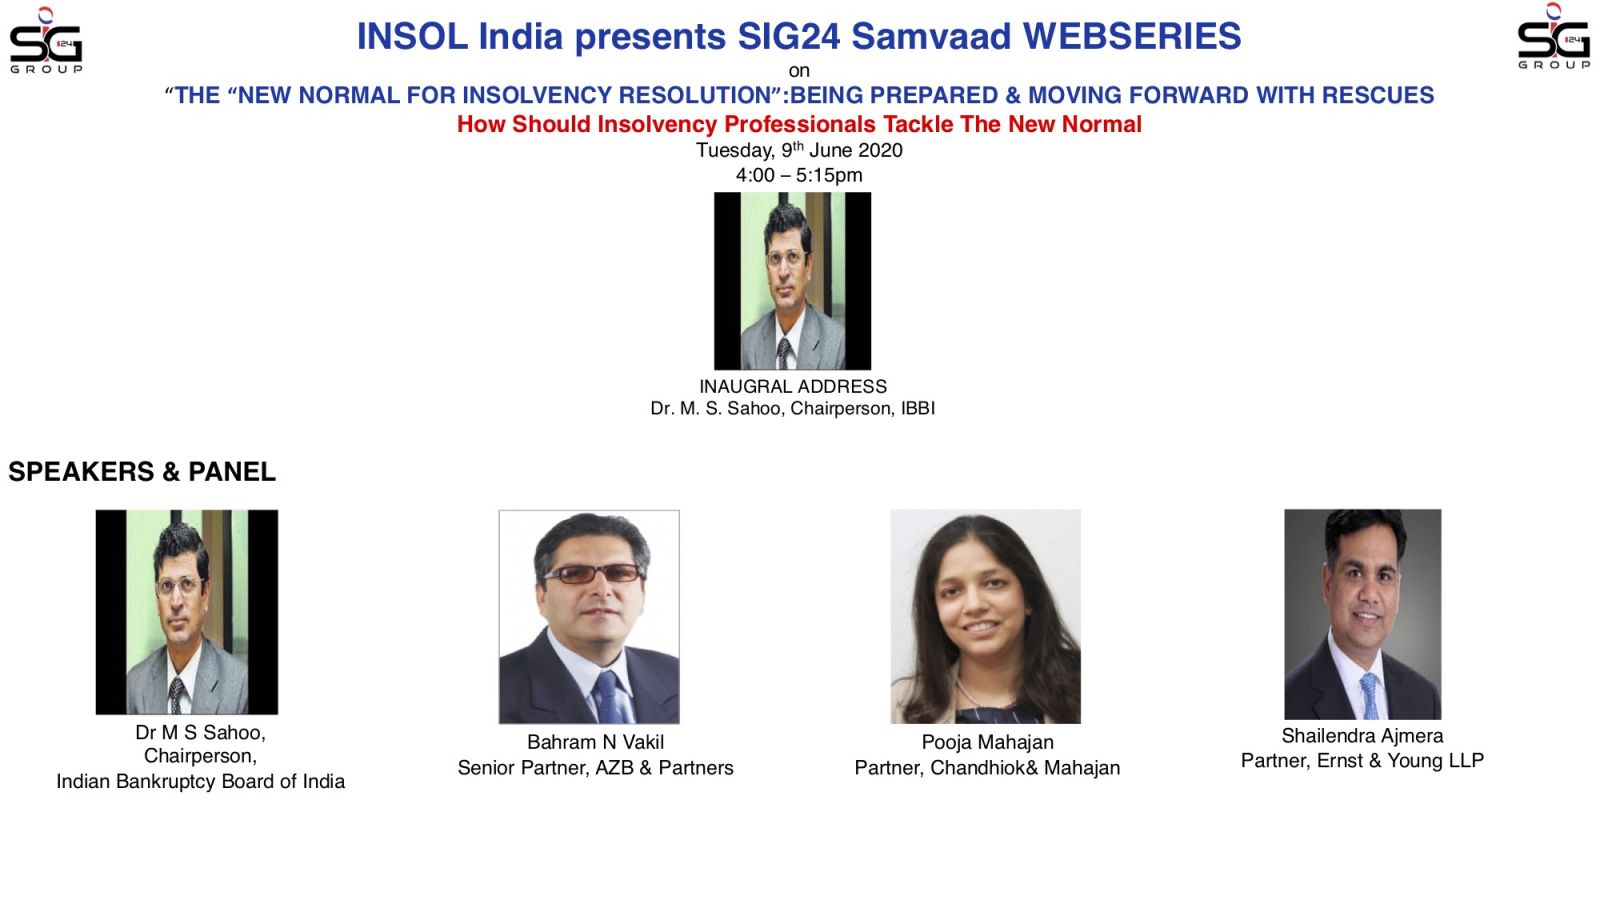 SiG 24
GROUP
INSOL India presents SIG24 Samvaad WEBSERIES
SiG 24
GROUP
on
“THE “NEW NORMAL FOR INSOLVENCY RESOLUTION”:BEING PREPARED & MOVING FORWARD WITH RESCUES
How Should Insolvency Professionals Tackle The New Normal
Tuesday, 9th June 2020
4:00 – 5:15pm
INAUGRAL ADDRESS
Dr. M. S. Sahoo, Chairperson, IBBI
SPEAKERS & PANEL
Dr M S Sahoo,
Chairperson,
Indian Bankruptcy Board of India
Bahram N Vakil
Senior Partner, AZB & Partners
Pooja Mahajan
Partner, Chandhiok& Mahajan
Shailendra Ajmera
Partner, Ernst & Young LLP